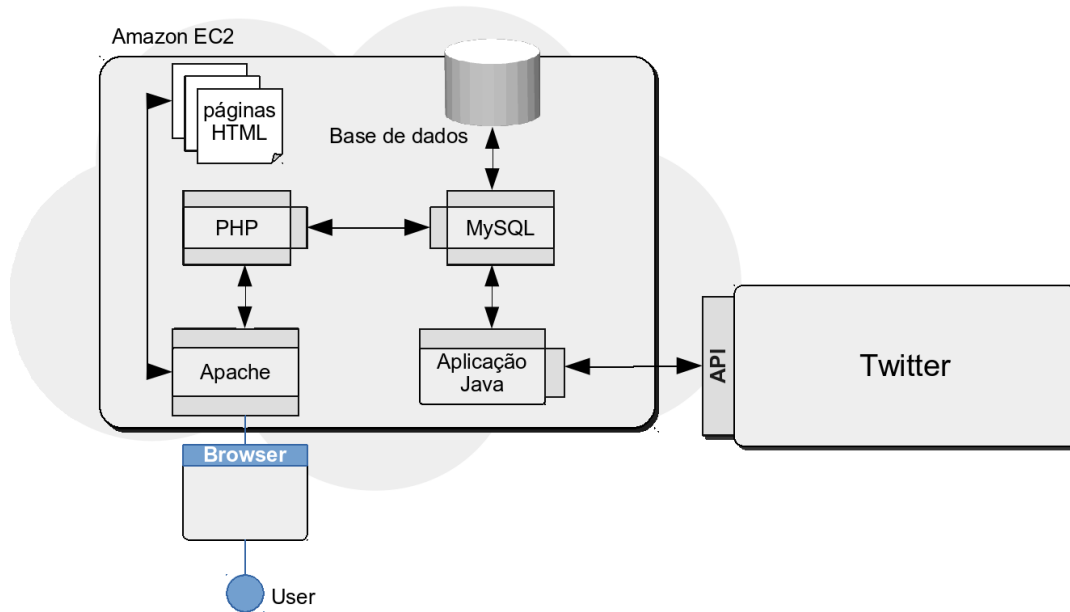 Amazon EC2
páginas
HTML
Base de dados
PHP
MySQL
Apache
Aplicação
Java
API
Twitter
Browser
User